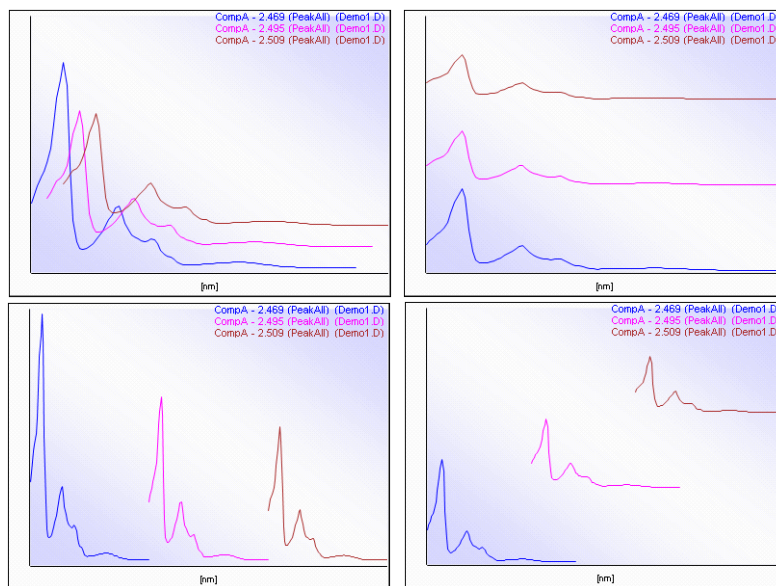 CompA - 2.469 (PeakAll) (Demo1.D)
CompA - 2.495 (PeakAll) (Demo1.D)
CompA - 2.509 (PeakAll) (Demo1.D)
[nm]
CompA - 2.469 (PeakAll) (Demo1.D)
CompA - 2.495 (PeakAll) (Demo1.D)
CompA - 2.509 (PeakAll) (Demo1.D)
[nm]
CompA - 2.469 (PeakAll) (Demo1.D)
CompA - 2.495 (PeakAll) (Demo1.D)
CompA - 2.509 (PeakAll) (Demo1.D)
[nm]
CompA - 2.469 (PeakAll) (Demo1.D)
CompA - 2.495 (PeakAll) (Demo1.D)
CompA - 2.509 (PeakAll) (Demo1.D)
[nm]